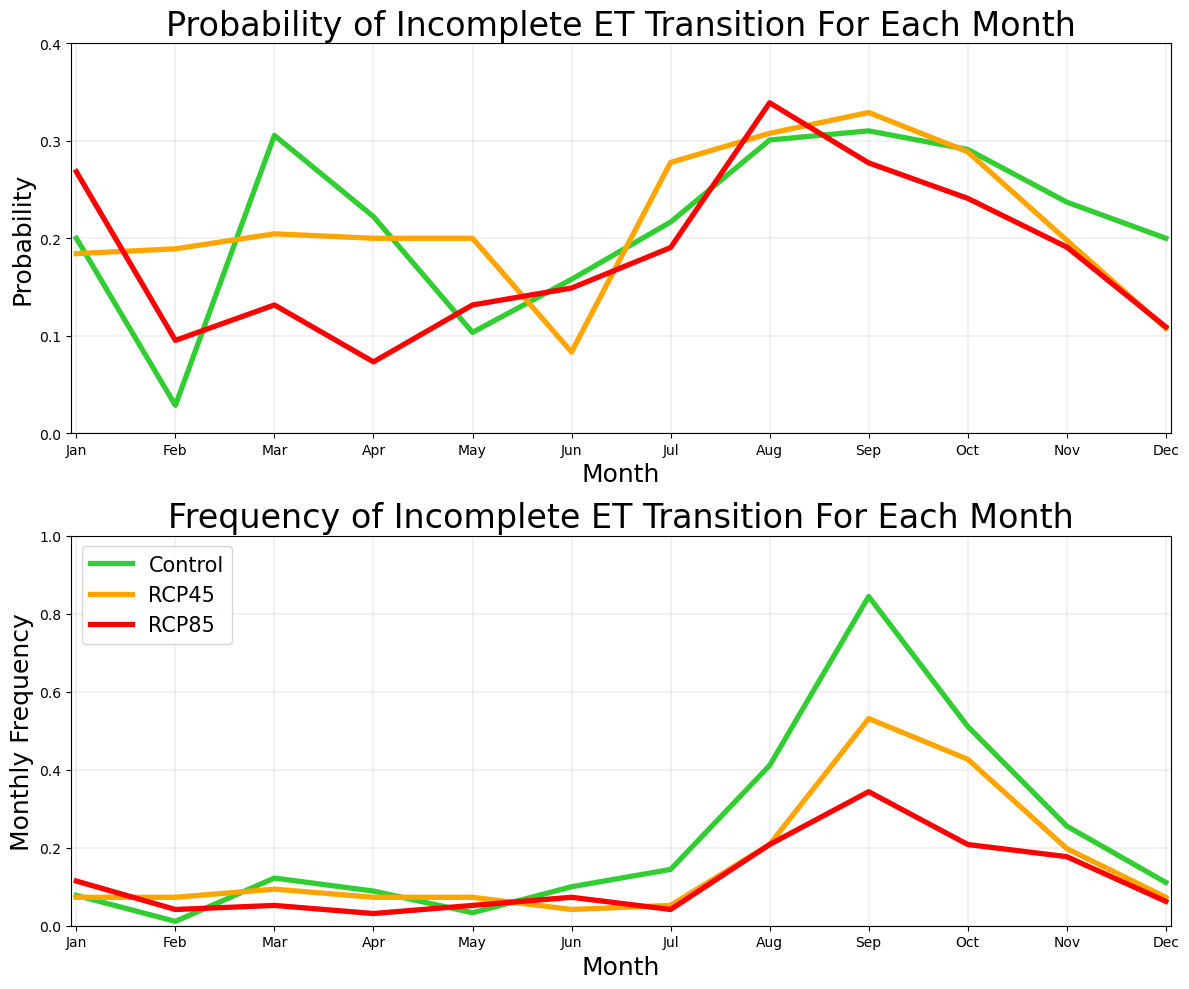 Probability of Incomplete ET Transition For Each Month
0.4
0.3
0.2
0.1
0.0
Probability
Jan Feb Mar Apr May Jun Jul Aug Sep Oct Nov Dec
Month
Frequency of Incomplete ET Transition For Each Month
1.0
0.8
0.6
0.4
0.2
0.0
Monthly Frequency
Control
RCP45
RCP85
Jan Feb Mar Apr May Jun Jul Aug Sep Oct Nov Dec
Month